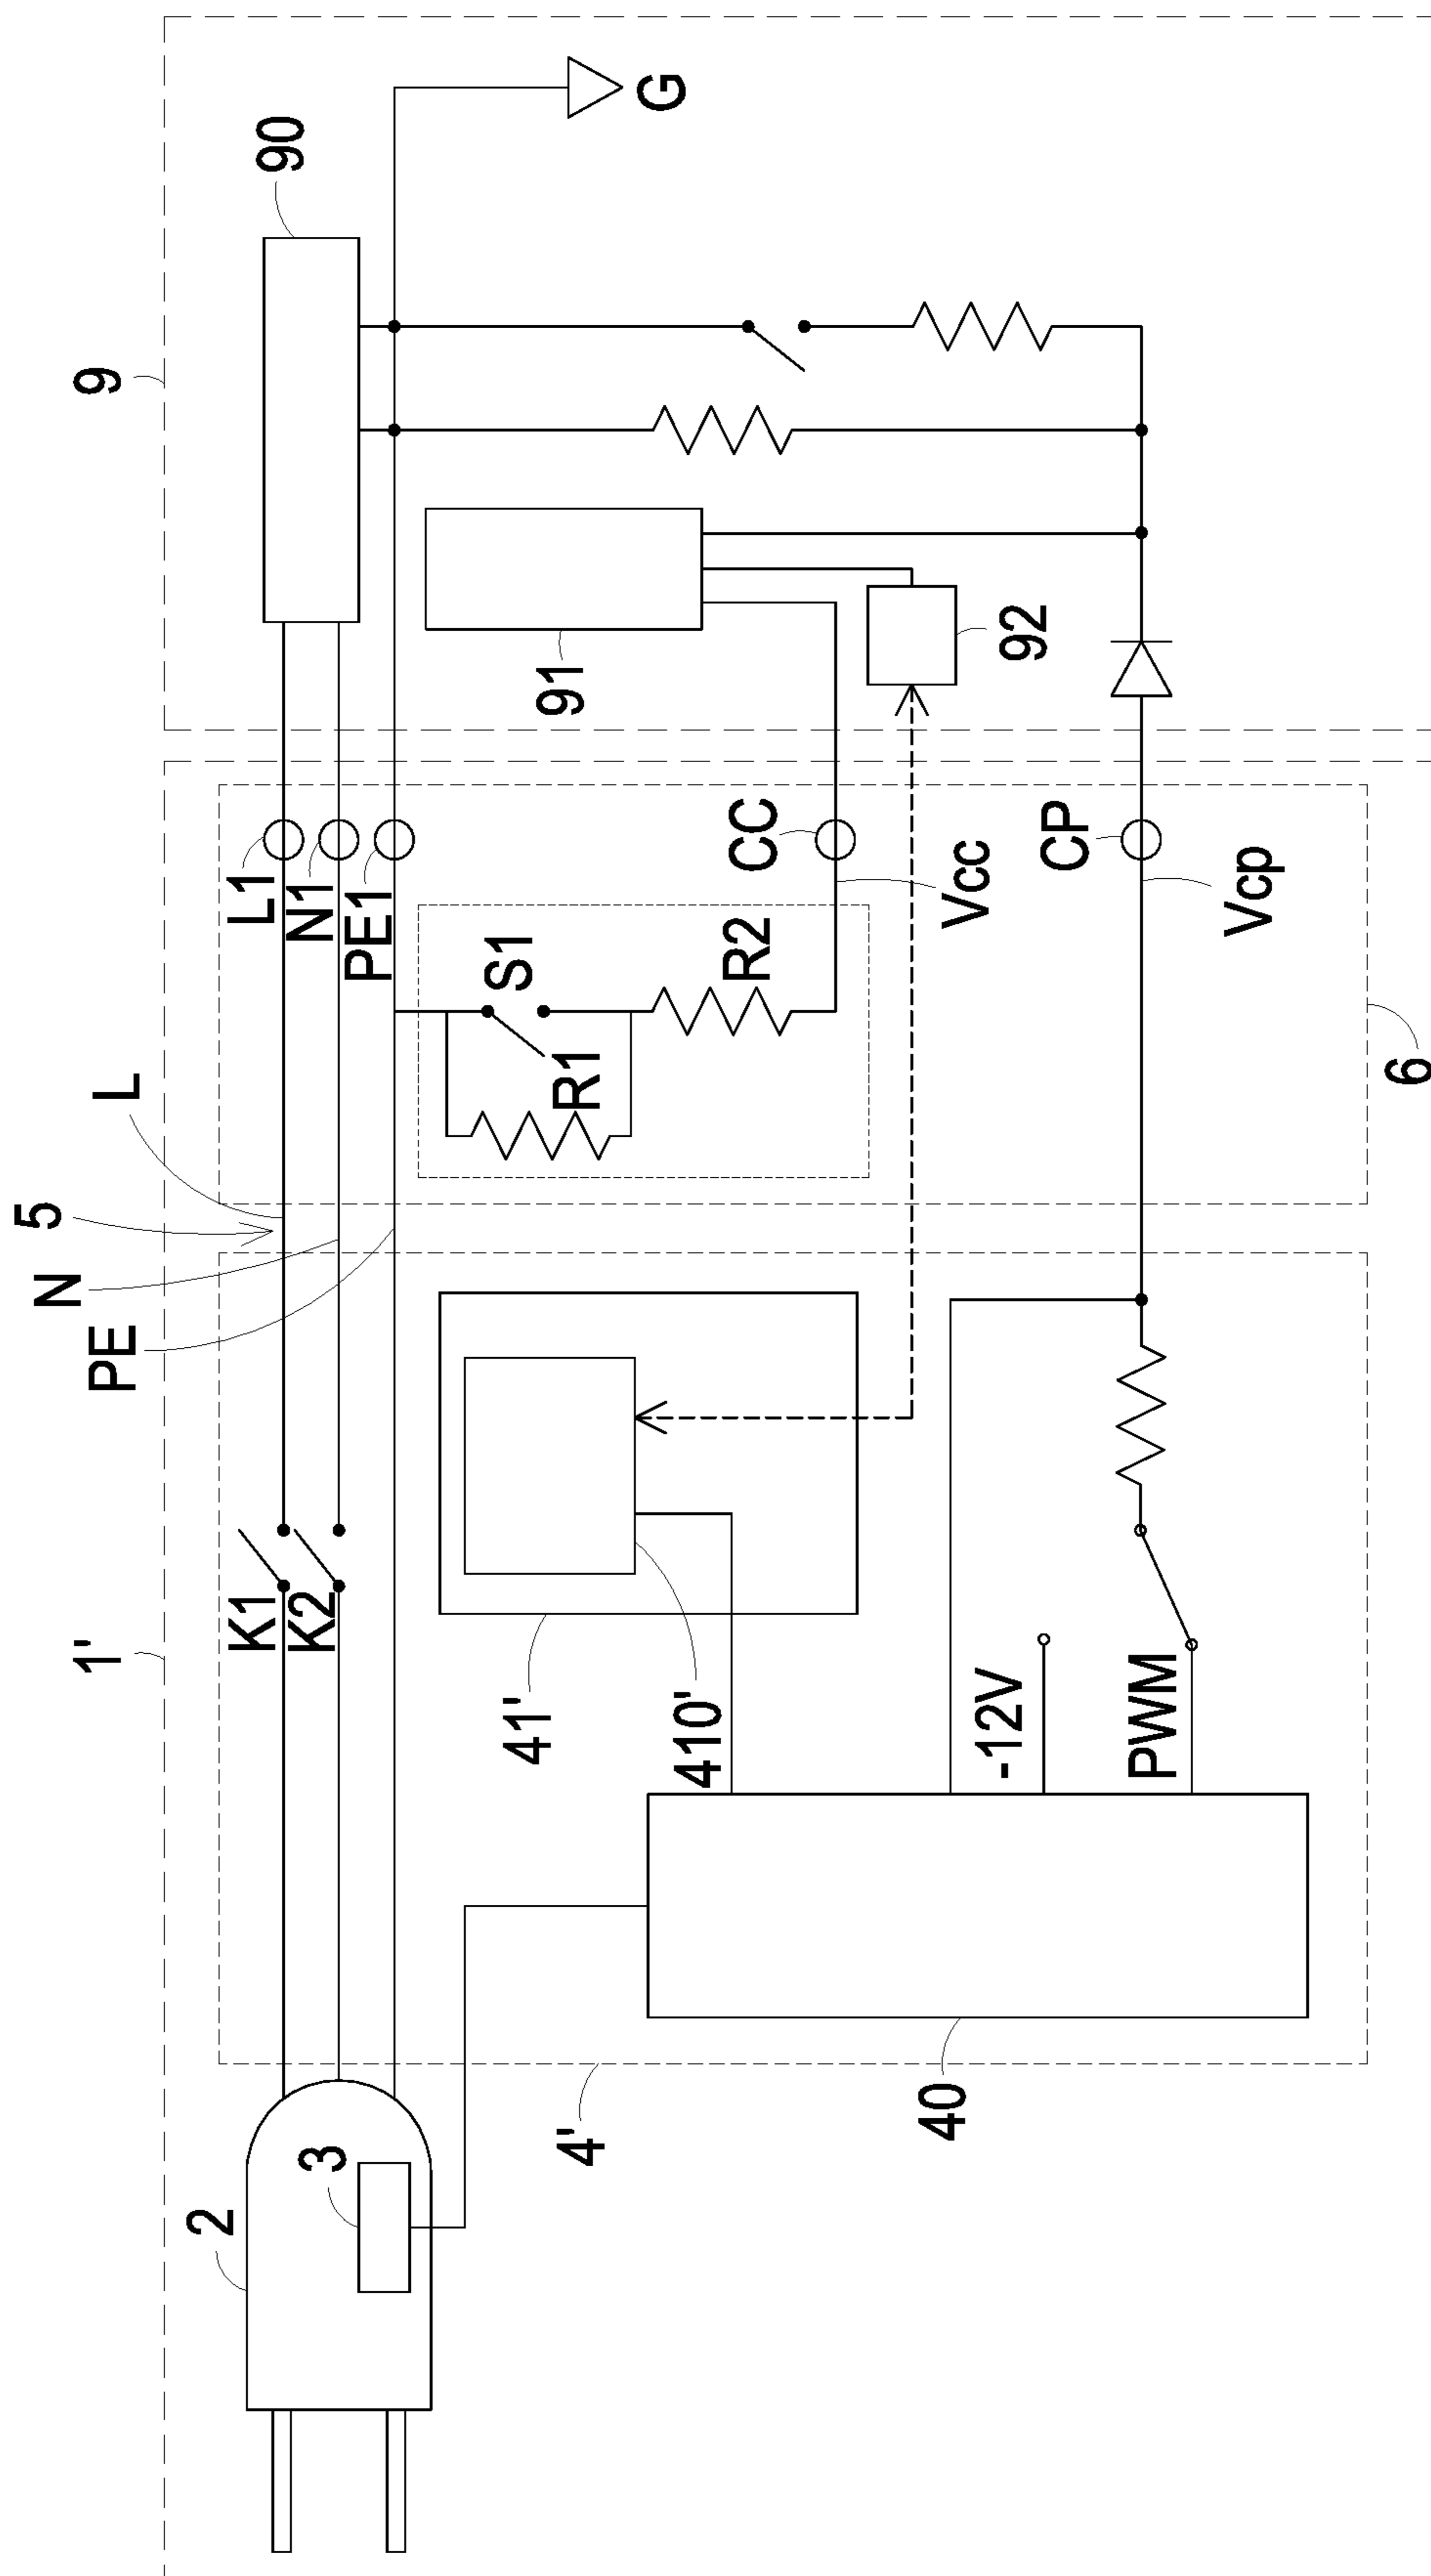 1'
5
L
N
PE
9
90
G
K1
K2
L1
N1
PE1
2
3
S1
R1
R2
CC
Vcc
91
92
41'
410'
-12V
PWM
CP
Vcp
4'
40
6